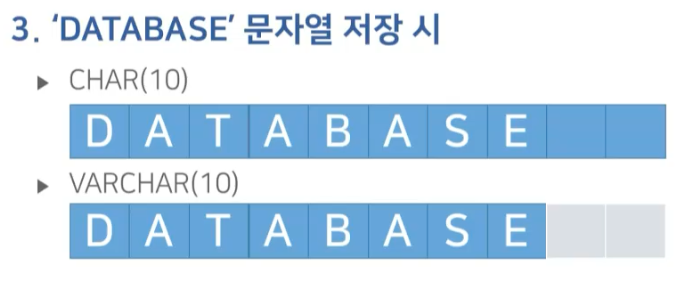 3. ‘DATABASE’ 문자열 저장 시
▶ CHAR(10)
D A T A B A S E
▶ VARCHAR(10)
D A T A B A S E